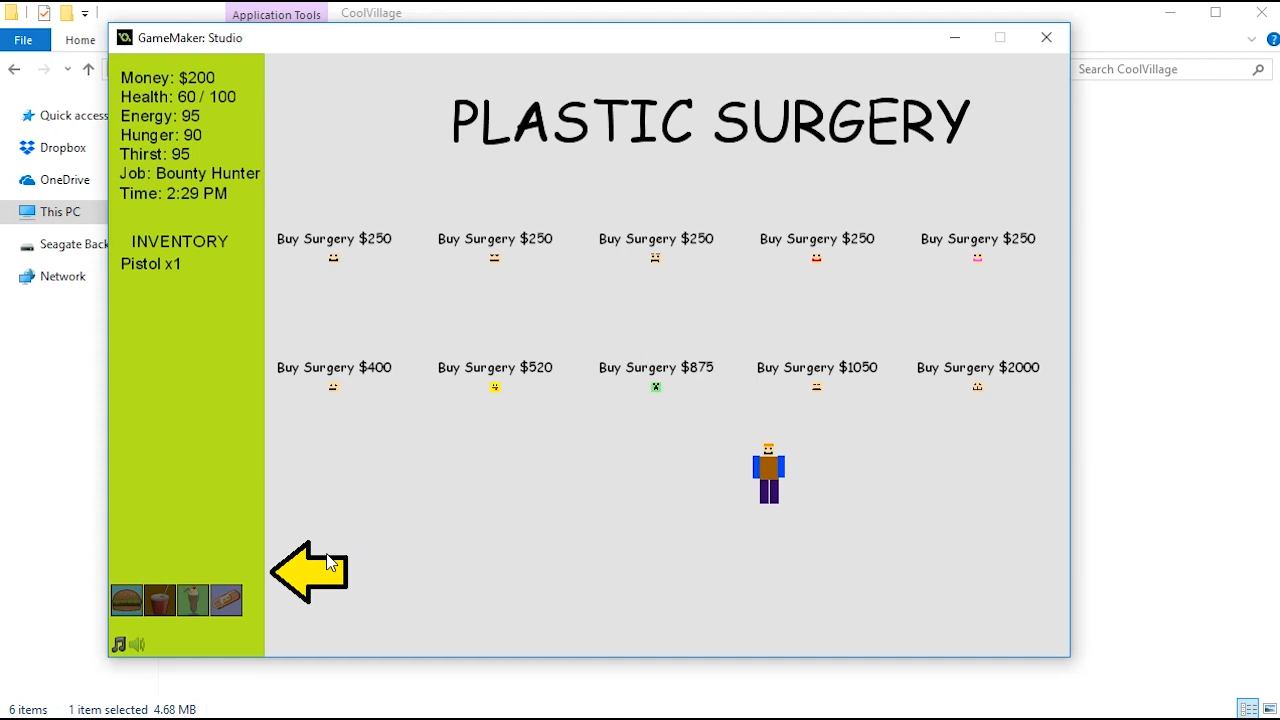 Application Tools
CoolVillage
File
Home
GameMaker: Studio
Search CoolVillage
Quick access
Dropbox
OneDrive
This PC
Seagate Back
Network
Money: $200
Health: 60 / 100
Energy: 95
Hunger: 90
Thirst: 95
Job: Bounty Hunter
Time: 2:29 PM
INVENTORY
Pistol x1
PLASTIC SURGERY
Buy Surgery $250
Buy Surgery $250
Buy Surgery $250
Buy Surgery $250
Buy Surgery $250
Buy Surgery $400
Buy Surgery $520
Buy Surgery $875
Buy Surgery $1050
Buy Surgery $2000
6 items
1 item selected 4.68 MB